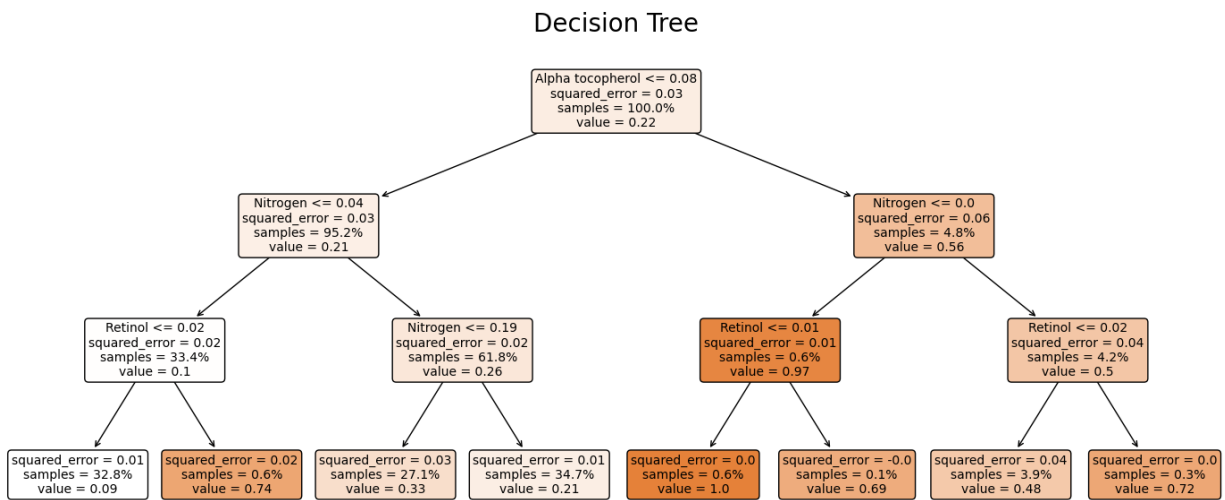 Decision Tree
Alpha tocopherol <= 0.08
squared_error = 0.03
samples = 100.0%
value = 0.22
Nitrogen <= 0.04
squared_error = 0.03
samples = 95.2%
value = 0.21
Nitrogen <= 0.0
squared_error = 0.06
samples = 4.8%
value = 0.56
Retinol <= 0.02
squared_error = 0.02
samples = 33.4%
value = 0.1
Nitrogen <= 0.19
squared_error = 0.02
samples = 61.8%
value = 0.26
Retinol <= 0.01
squared_error = 0.01
samples = 0.6%
value = 0.97
Retinol <= 0.02
squared_error = 0.04
samples = 4.2%
value = 0.5
squared_error = 0.01
samples = 32.8%
value = 0.09
squared_error = 0.02
samples = 0.6%
value = 0.74
squared_error = 0.03
samples = 27.1%
value = 0.33
squared_error = 0.01
samples = 34.7%
value = 0.21
squared_error = 0.0
samples = 0.6%
value = 1.0
squared_error = -0.0
samples = 0.1%
value = 0.69
squared_error = 0.04
samples = 3.9%
value = 0.48
squared_error = 0.0
samples = 0.3%
value = 0.72